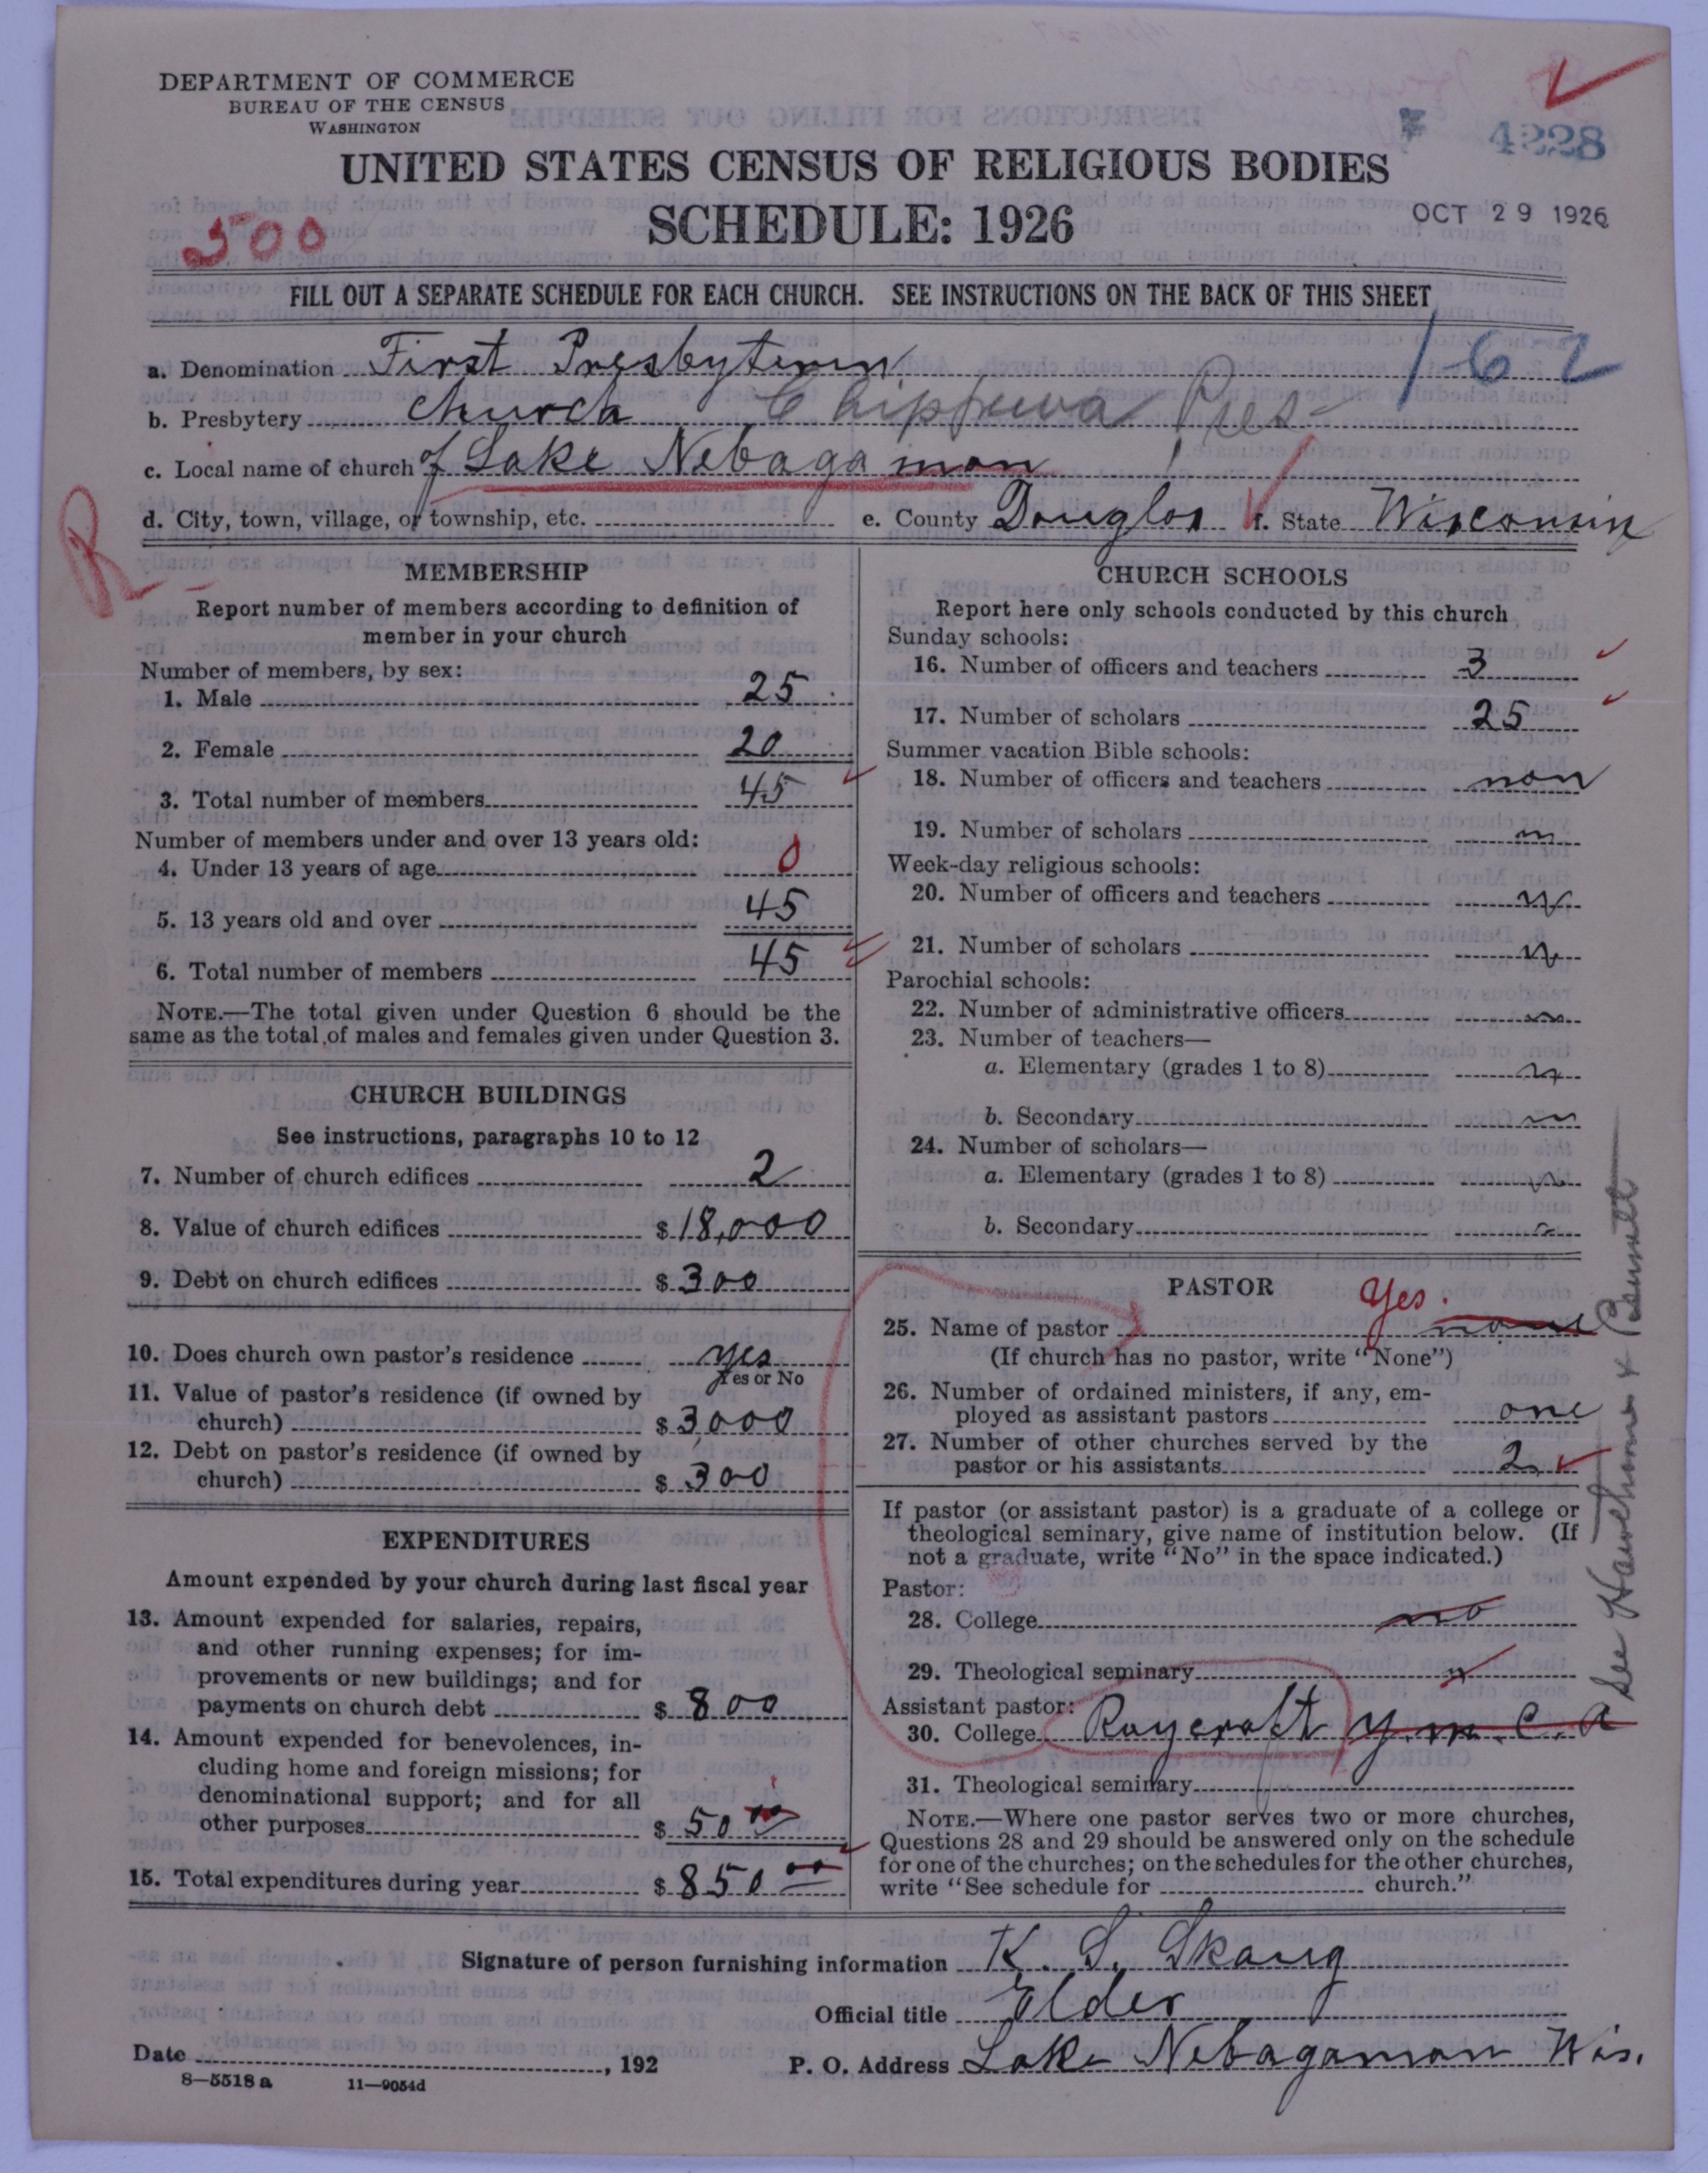 DEPARTMENT OF COMMERCE
BUREAU OF THE CENSUS
WASHINGTON
4228
UNITED STATES CENSUS OF RELIGIOUS BODIES
SCHEDULE: 1926
OCT 29 1926
500
FILL OUT A SEPARATE SCHEDULE FOR EACH CHURCH. SEE INSTRUCTIONS ON THE BACK OF THIS SHEET
162
a. Denomination First Presbyterian
b. Presbytery church Chippewa Pres
c. Local name of church of Lake Nebagamon
d. City, town, village, or township, etc. e. County Douglas f. State Wisconsin
R
MEMBERSHIP
Report number of members according to definition of
member in your church
Number of members, by sex:
1. Male 25
2. Female 20
3. Total number of members 45
Number of members under and over 13 years old:
4. Under 13 years of age 0
5. 13 years old and over 45
6. Total number of members 45
NOTE.—The total given under Question 6 should be the
same as the total of males and females given under Question 3.
CHURCH BUILDINGS
See instructions, paragraphs 10 to 12
7. Number of church edifices 2
8. Value of church edifices $ 18,000
9. Debt on church edifices $ 300
10. Does church own pastor's residence yes
Yes or No
11. Value of pastor's residence (if owned by
church) $ 3000
12. Debt on pastor's residence (if owned by
church) $ 300
EXPENDITURES
Amount expended by your church during last fiscal year
13. Amount expended for salaries, repairs,
and other running expenses; for im-
provements or new buildings; and for
payments on church debt $ 800
14. Amount expended for benevolences, in-
cluding home and foreign missions; for
denominational support; and for all
other purposes $ 50 00
15. Total expenditures during year $ 850 00
CHURCH SCHOOLS
Report here only schools conducted by this church
Sunday schools:
16. Number of officers and teachers 3
17. Number of scholars 25
Summer vacation Bible schools:
18. Number of officers and teachers non
19. Number of scholars
Week-day religious schools:
20. Number of officers and teachers
21. Number of scholars
Parochial schools:
22. Number of administrative officers
23. Number of teachers—
a. Elementary (grades 1 to 8)
b. Secondary
24. Number of scholars—
a. Elementary (grades 1 to 8)
b. Secondary
PASTOR
25. Name of pastor Yes. none
(If church has no pastor, write "None")
26. Number of ordained ministers, if any, em-
ployed as assistant pastors one
27. Number of other churches served by the
pastor or his assistants 2
If pastor (or assistant pastor) is a graduate of a college or
theological seminary, give name of institution below. (If
not a graduate, write "No" in the space indicated.)
Pastor:
28. College no
29. Theological seminary
Assistant pastor:
30. College Raycroft Y.M.C.A
31. Theological seminary
NOTE.—Where one pastor serves two or more churches,
Questions 28 and 29 should be answered only on the schedule
for one of the churches; on the schedules for the other churches,
write "See schedule for church."
See Hawthorne & Bennett
Signature of person furnishing information K. S. Skaug
Official title Elder
Date , 192 P. O. Address Lake Nebagamon Wis.
8—5518 a 11—9054d